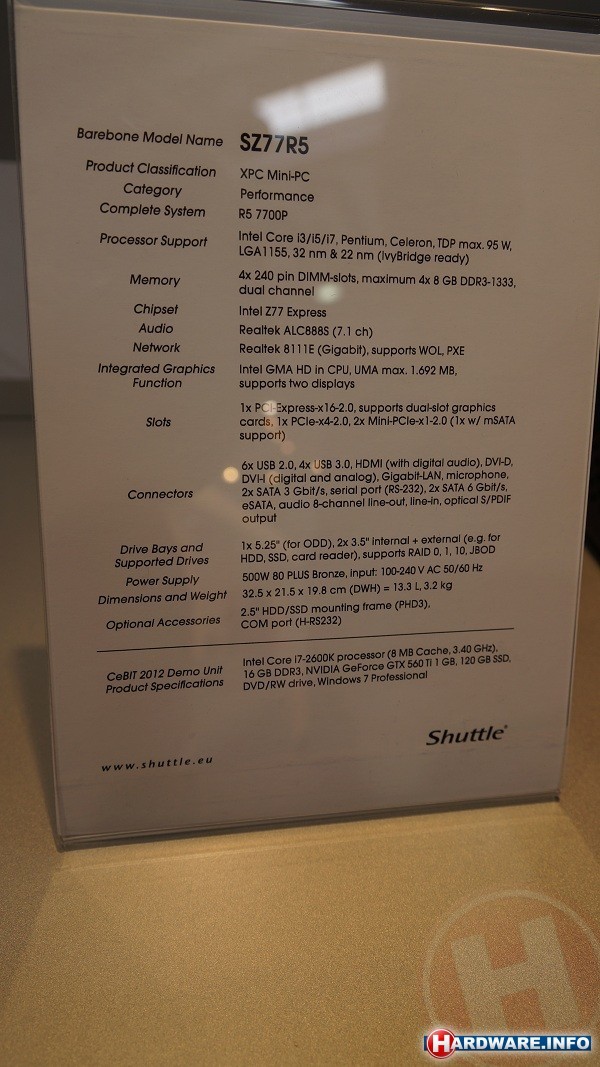 Barebone Model Name SZ77R5
Product Classification XPC Mini-PC
Category Performance
Complete System R5 7700P
Processor Support Intel Core i3/i5/i7, Pentium, Celeron, TDP max. 95 W,
LGA1155, 32 nm & 22 nm (IvyBridge ready)
Memory 4x 240 pin DIMM-slots, maximum 4x 8 GB DDR3-1333,
dual channel
Chipset Intel Z77 Express
Audio Realtek ALC888S (7.1 ch)
Network Realtek 8111E (Gigabit), supports WOL, PXE
Integrated Graphics Function Intel GMA HD in CPU, UMA max. 1.692 MB,
supports two displays
Slots 1x PCI-Express-x16-2.0, supports dual-slot graphics
cards, 1x PCIe-x4-2.0, 2x Mini-PCIe-x1-2.0 (1x w/ mSATA
support)
Connectors 6x USB 2.0, 4x USB 3.0, HDMI (with digital audio), DVI-D,
DVI-I (digital and analog), Gigabit-LAN, microphone,
2x SATA 3 Gbit/s, serial port (RS-232), 2x SATA 6 Gbit/s,
eSATA, audio 8-channel line-out, line-in, optical S/PDIF
output
Drive Bays and Supported Drives 1x 5.25" (for ODD), 2x 3.5" internal + external (e.g. for
HDD, SSD, card reader), supports RAID 0, 1, 10, JBOD
Power Supply 500W 80 PLUS Bronze, input: 100-240 V AC 50/60 Hz
Dimensions and Weight 32.5 x 21.5 x 19.8 cm (DWH) = 13.3 L, 3.2 kg
Optional Accessories 2.5" HDD/SSD mounting frame (PHD3),
COM port (H-RS232)
CeBIT 2012 Demo Unit Product Specifications Intel Core i7-2600K processor (8 MB Cache, 3.40 GHz),
16 GB DDR3, NVIDIA GeForce GTX 560 Ti 1 GB, 120 GB SSD,
DVD/RW drive, Windows 7 Professional
Shuttle®
www.shuttle.eu
H
HARDWARE.INFO